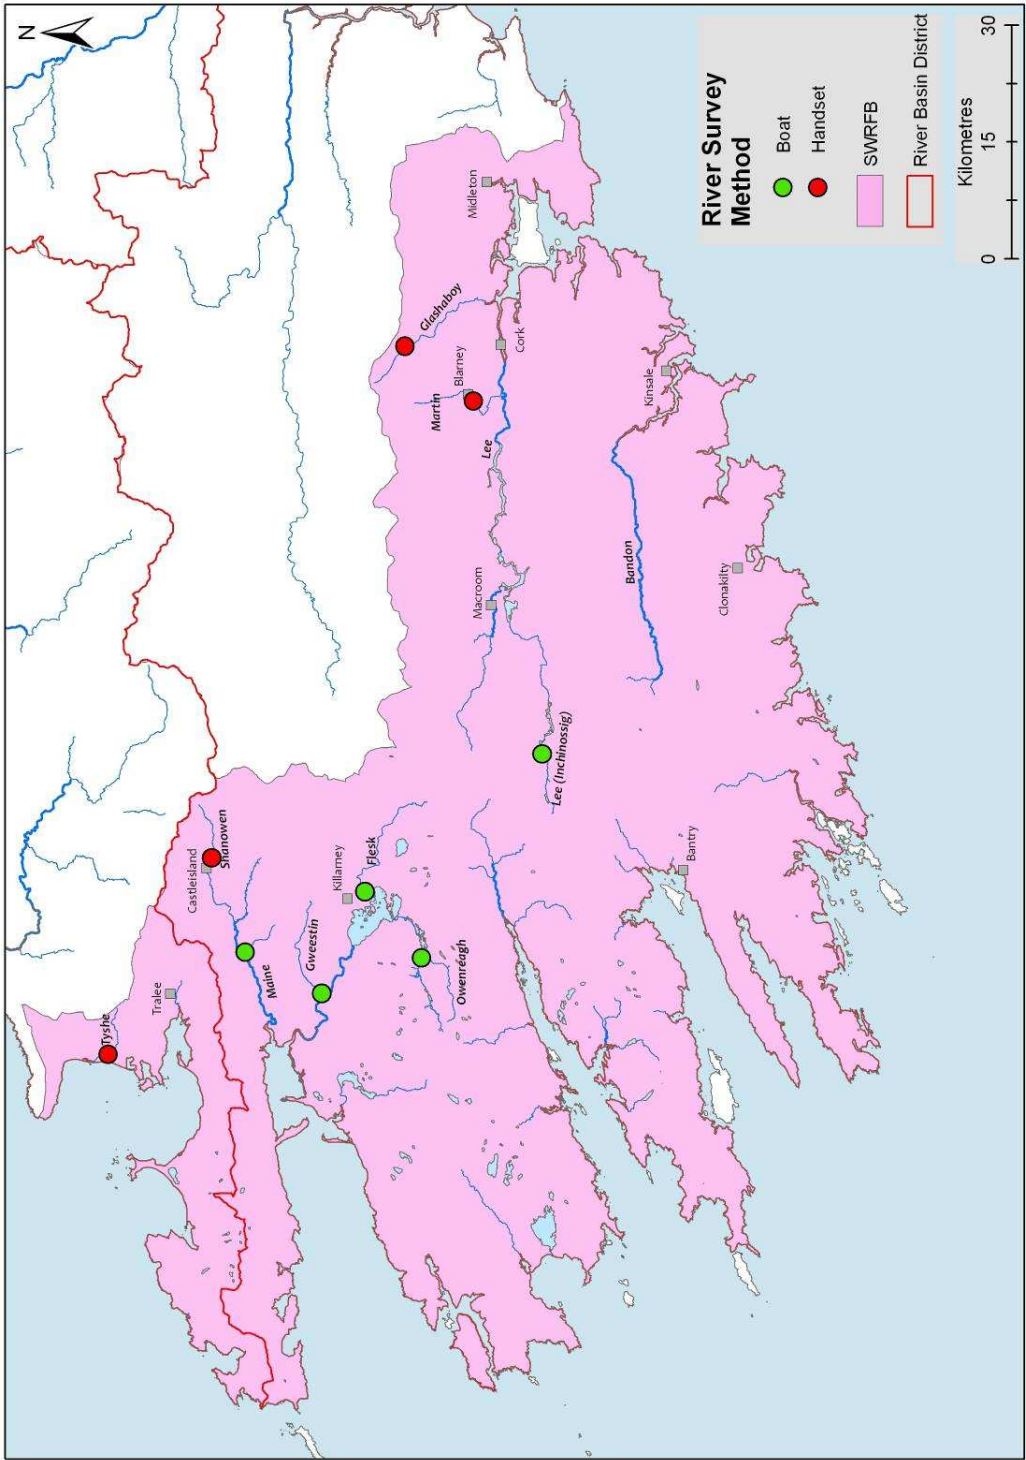 N
Tyshe
Tralee
Castleisland
Shanowen
Maine
Gweestin
Killarney
Flesk
Owenreagh
Lee (Inchinossig)
Bantry
Macroom
Lee
Martin
Blarney
Glashaboy
Cork
Midleton
Bandon
Kinsale
Clonakilty
River Survey
Method
Boat
Handset
SWRFB
River Basin District
Kilometres
0 15 30